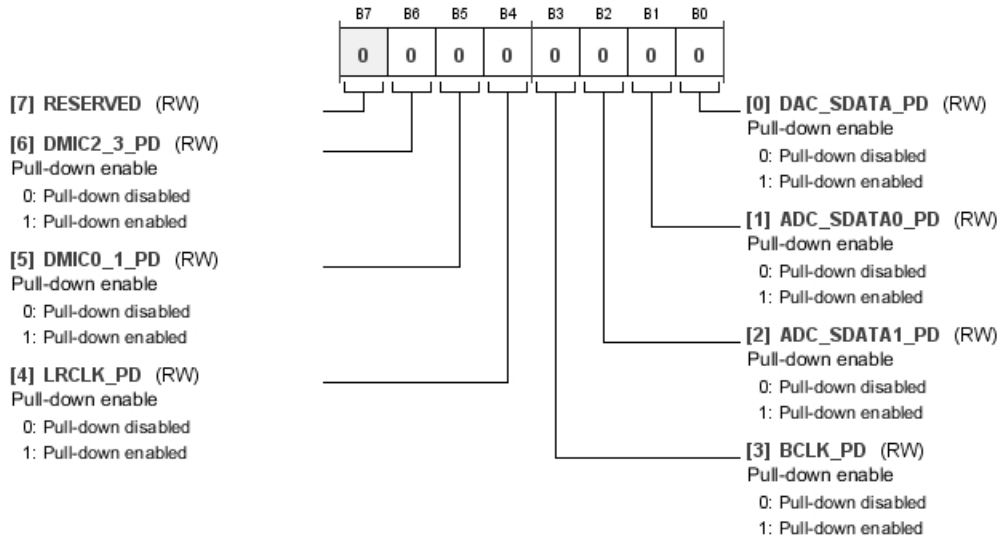 B7 B6 B5 B4 B3 B2 B1 B0
0 0 0 0 0 0 0 0
[7] RESERVED (RW)
[6] DMIC2_3_PD (RW)
Pull-down enable
0: Pull-down disabled
1: Pull-down enabled
[5] DMIC0_1_PD (RW)
Pull-down enable
0: Pull-down disabled
1: Pull-down enabled
[4] LRCLK_PD (RW)
Pull-down enable
0: Pull-down disabled
1: Pull-down enabled
[0] DAC_SDATA_PD (RW)
Pull-down enable
0: Pull-down disabled
1: Pull-down enabled
[1] ADC_SDATA0_PD (RW)
Pull-down enable
0: Pull-down disabled
1: Pull-down enabled
[2] ADC_SDATA1_PD (RW)
Pull-down enable
0: Pull-down disabled
1: Pull-down enabled
[3] BCLK_PD (RW)
Pull-down enable
0: Pull-down disabled
1: Pull-down enabled